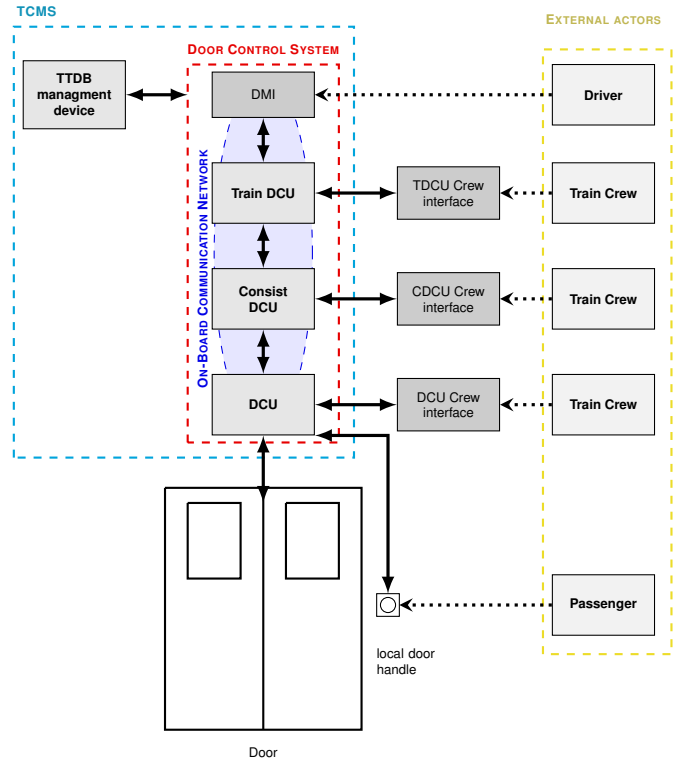 TCMS
EXTERNAL ACTORS
DOOR CONTROL SYSTEM
TTDB
managment
device
DMI
Driver
ON-BOARD COMMUNICATION NETWORK
Train DCU
TDCU Crew
interface
Train Crew
Consist
DCU
CDCU Crew
interface
Train Crew
DCU
DCU Crew
interface
Train Crew
Passenger
local door
handle
Door